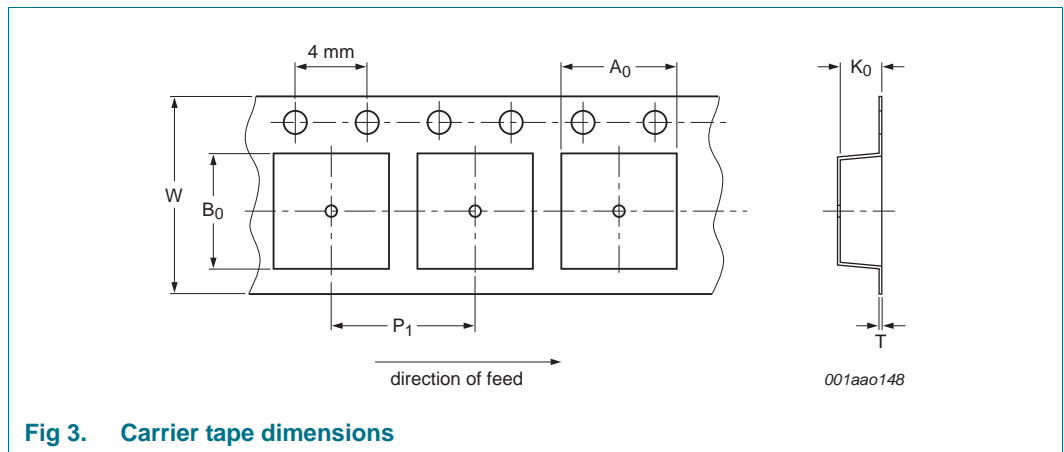 4 mm
A0
K0
W
B0
P1
T
direction of feed
001aao148
Fig 3. Carrier tape dimensions